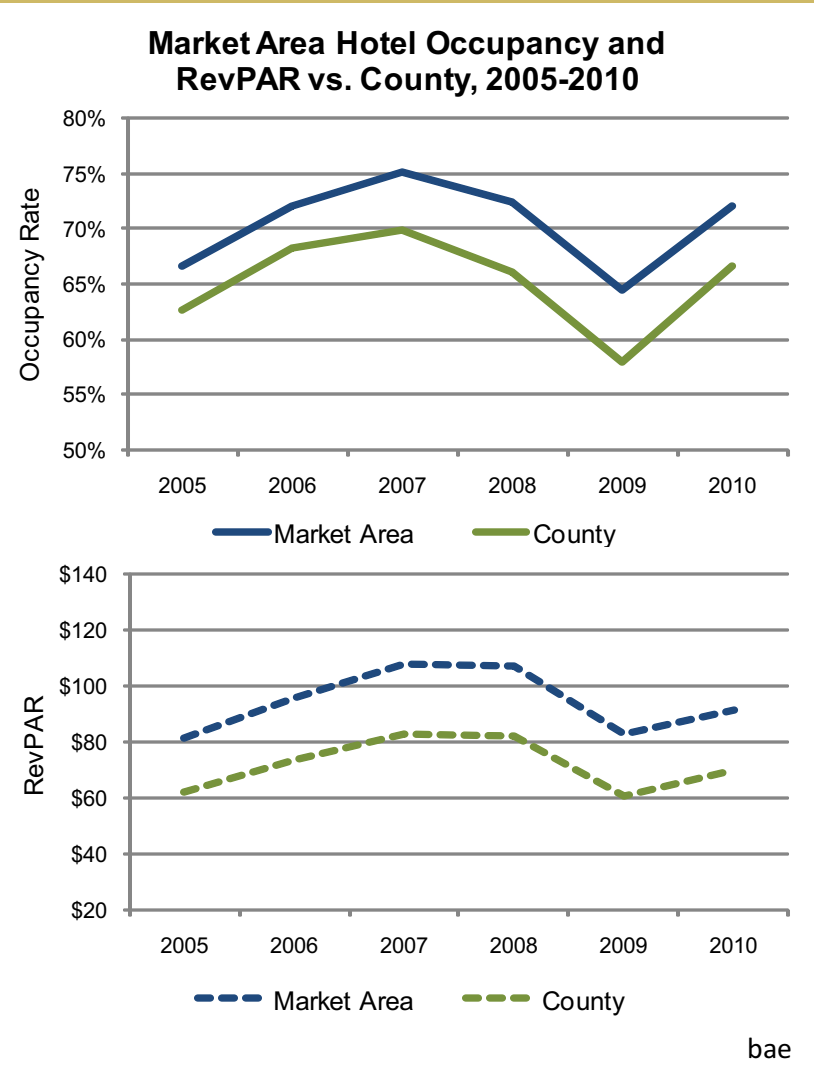 Market Area Hotel Occupancy and
RevPAR vs. County, 2005-2010
80%
75%
70%
65%
60%
55%
50%
Occupancy Rate
2005 2006 2007 2008 2009 2010
Market Area County
$140
$120
$100
$80
$60
$40
$20
RevPAR
2005 2006 2007 2008 2009 2010
Market Area County
bae